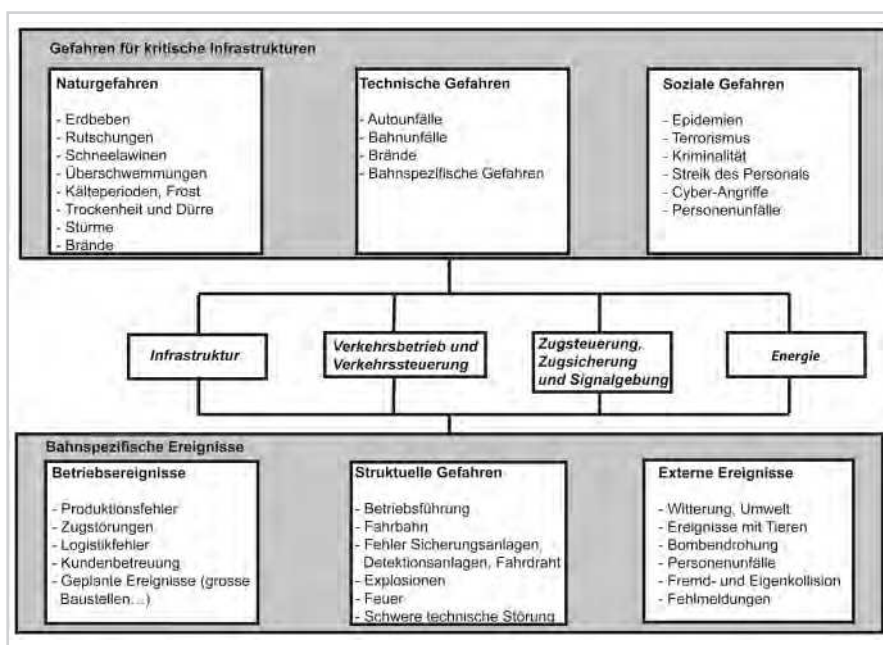 Gefahren für kritische Infrastrukturen
Naturgefahren
- Erdbeben
- Rutschungen
- Schneelawinen
- Überschwemmungen
- Kälteperioden, Frost
- Trockenheit und Dürre
- Stürme
- Brände
Technische Gefahren
- Autounfälle
- Bahnunfälle
- Brände
- Bahnspezifische Gefahren
Soziale Gefahren
- Epidemien
- Terrorismus
- Kriminalität
- Streik des Personals
- Cyber-Angriffe
- Personenunfälle
Infrastruktur
Verkehrsbetrieb und
Verkehrssteuerung
Zugsteuerung,
Zugsicherung
und Signalgebung
Energie
Bahnspezifische Ereignisse
Betriebsereignisse
- Produktionsfehler
- Zugstörungen
- Logistikfehler
- Kundenbetreuung
- Geplante Ereignisse (grosse
Baustellen...)
Struktuelle Gefahren
- Betriebsführung
- Fahrbahn
- Fehler Sicherungsanlagen,
Detektionsanlagen, Fahrdraht
- Explosionen
- Feuer
- Schwere technische Störung
Externe Ereignisse
- Witterung, Umwelt
- Ereignisse mit Tieren
- Bombendrohung
- Personenunfälle
- Fremd- und Eigenkollision
- Fehlmeldungen